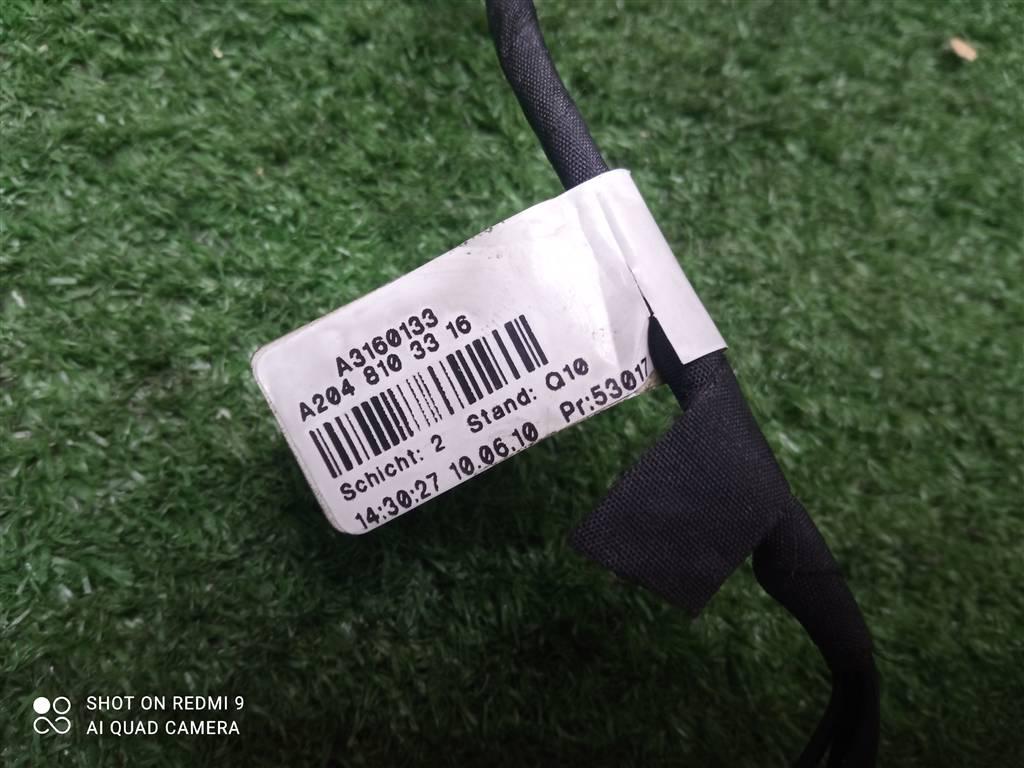 A3160133
A204 810 33 16
Schicht: 2 Stand: Q10
14:30:27 10.06.10 Pr:53017
SHOT ON REDMI 9
AI QUAD CAMERA